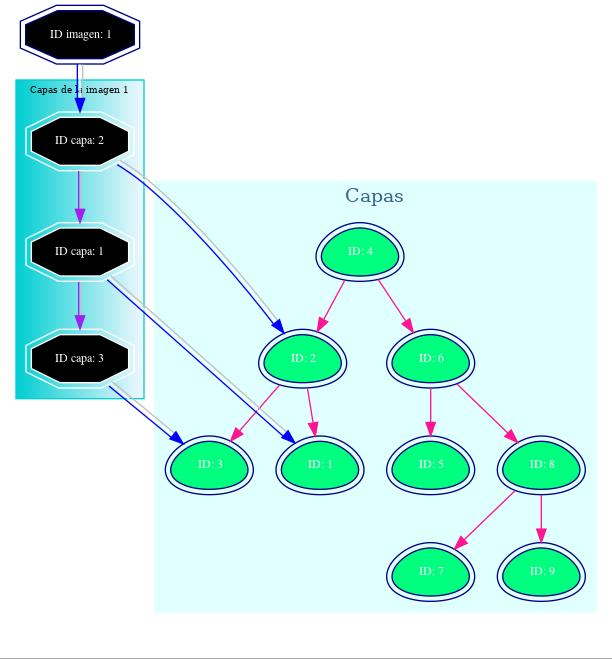 ID imagen: 1
Capas de la imagen 1
ID capa: 2
ID capa: 1
ID capa: 3
Capas
ID: 4
ID: 2
ID: 6
ID: 3
ID: 1
ID: 5
ID: 8
ID: 7
ID: 9